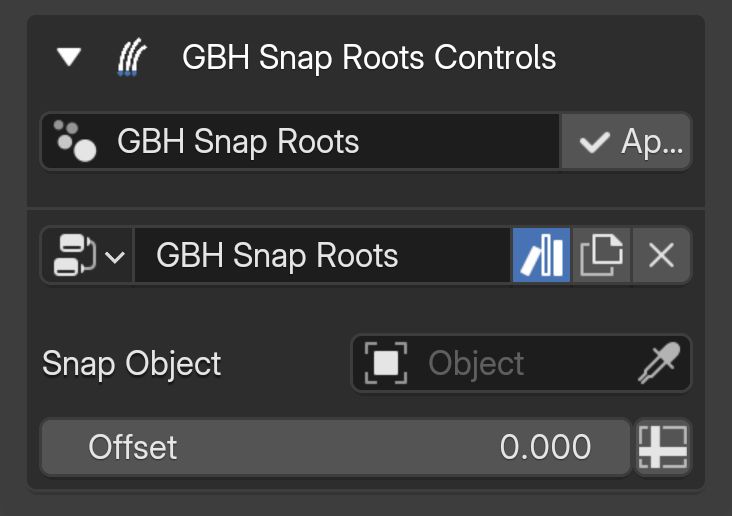 GBH Snap Roots Controls
GBH Snap Roots Ap...
GBH Snap Roots
Snap Object Object
Offset 0.000